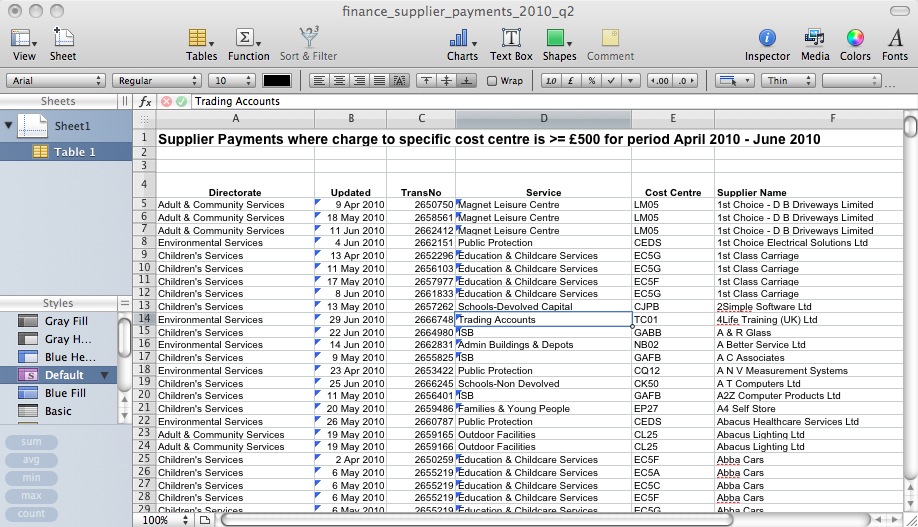 finance_supplier_payments_2010_q2
View Sheet Tables Function Sort & Filter Charts Text Box Shapes Comment Inspector Media Colors Fonts
Arial Regular 10 Wrap 1.0 £ % Thin
Sheets fx Trading Accounts
Sheet1
Table 1
A B C D E F
1 Supplier Payments where charge to specific cost centre is >= £500 for period April 2010 - June 2010
2
3
4 Directorate Updated TransNo Service Cost Centre Supplier Name
5 Adult & Community Services 9 Apr 2010 2650750 Magnet Leisure Centre LM05 1st Choice - D B Driveways Limited
6 Adult & Community Services 18 May 2010 2658561 Magnet Leisure Centre LM05 1st Choice - D B Driveways Limited
7 Adult & Community Services 11 Jun 2010 2662412 Magnet Leisure Centre LM05 1st Choice - D B Driveways Limited
8 Environmental Services 4 Jun 2010 2662151 Public Protection CEDS 1st Choice Electrical Solutions Ltd
9 Children's Services 13 Apr 2010 2652296 Education & Childcare Services EC5G 1st Class Carriage
10 Children's Services 11 May 2010 2656103 Education & Childcare Services EC5G 1st Class Carriage
11 Children's Services 17 May 2010 2657977 Education & Childcare Services EC5F 1st Class Carriage
12 Children's Services 8 Jun 2010 2661833 Education & Childcare Services EC5G 1st Class Carriage
13 Children's Services 13 May 2010 2657262 Schools-Devolved Capital CJPB 2Simple Software Ltd
14 Environmental Services 29 Jun 2010 2666748 Trading Accounts TC01 4Life Training (UK) Ltd
15 Children's Services 22 Jun 2010 2664980 ISB GABB A & R Glass
16 Environmental Services 14 Jun 2010 2662831 Admin Buildings & Depots NB02 A Better Service Ltd
17 Children's Services 9 May 2010 2655825 ISB GAFB A C Associates
18 Environmental Services 23 Apr 2010 2653422 Public Protection CQ12 A N V Measurement Systems
19 Children's Services 25 Jun 2010 2666245 Schools-Non Devolved CK50 A T Computers Ltd
20 Children's Services 11 May 2010 2656401 ISB GAFB A2Z Computer Products Ltd
21 Children's Services 20 May 2010 2659486 Families & Young People EP27 A4 Self Store
22 Environmental Services 26 May 2010 2660787 Public Protection CEDS Abacus Healthcare Services Ltd
23 Adult & Community Services 19 May 2010 2659165 Outdoor Facilities CL25 Abacus Lighting Ltd
24 Adult & Community Services 19 May 2010 2659166 Outdoor Facilities CL25 Abacus Lighting Ltd
25 Children's Services 2 Apr 2010 2650259 Education & Childcare Services EC5F Abba Cars
26 Children's Services 6 May 2010 2655219 Education & Childcare Services EC5A Abba Cars
27 Children's Services 6 May 2010 2655219 Education & Childcare Services EC5C Abba Cars
28 Children's Services 6 May 2010 2655219 Education & Childcare Services EC5F Abba Cars
29 Children's Services 6 May 2010 2655219 Education & Childcare Services EC5G Abba Cars
Styles
Gray Fill
Gray H...
Blue He...
Default
Blue Fill
Basic
sum
avg
min
max
count
100%